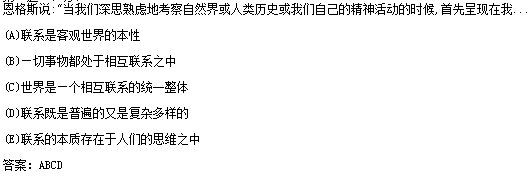 恩格斯说:“当我们深思熟虑地考察自然界或人类历史或我们自己的精神活动的时候,首先呈现在我...
(A)联系是客观世界的本性
(B)一切事物都处于相互联系之中
(C)世界是一个相互联系的统一整体
(D)联系既是普遍的又是复杂多样的
(E)联系的本质存在于人们的思维之中
答案: ABCD